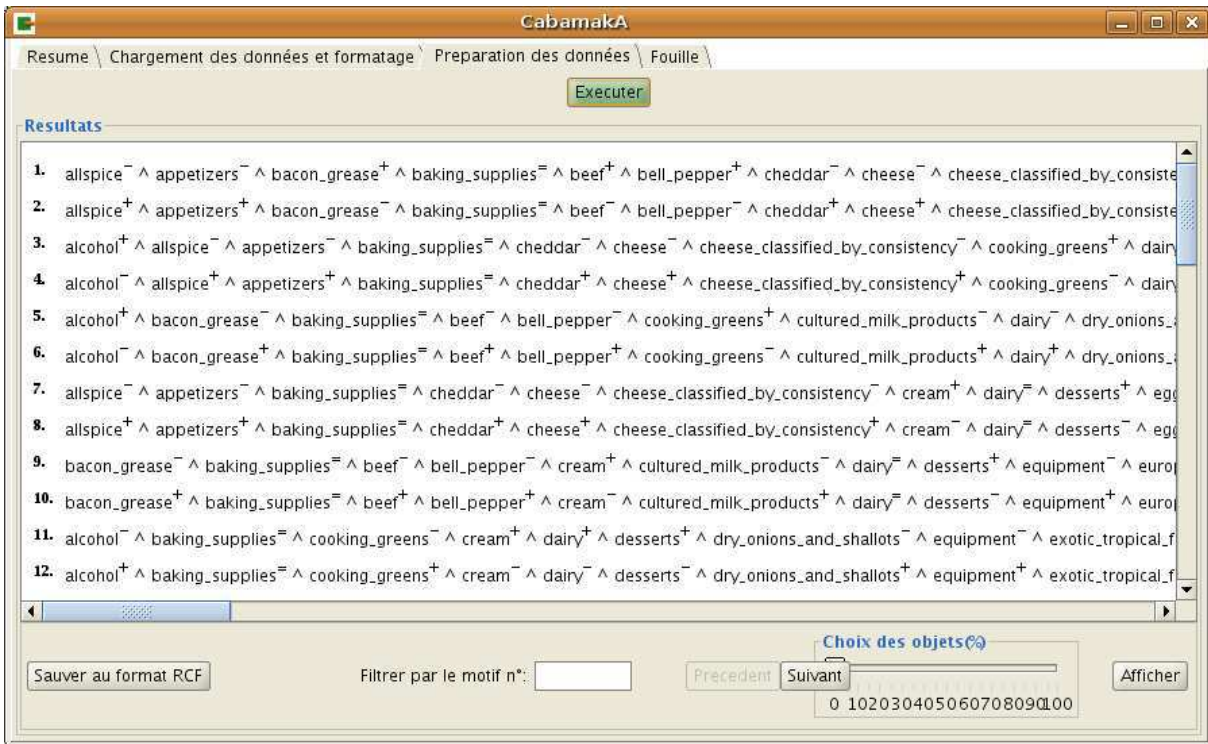 CabamakA
Resume \ Chargement des données et formatage \ Preparation des données \ Fouille \
Executer
Resultats
1. allspice⁻ ^ appetizers⁻ ^ bacon_grease⁺ ^ baking_supplies⁼ ^ beef⁺ ^ bell_pepper⁺ ^ cheddar⁻ ^ cheese⁻ ^ cheese_classified_by_consiste
2. allspice⁺ ^ appetizers⁺ ^ bacon_grease⁻ ^ baking_supplies⁼ ^ beef⁻ ^ bell_pepper⁻ ^ cheddar⁺ ^ cheese⁺ ^ cheese_classified_by_consiste
3. alcohol⁺ ^ allspice⁻ ^ appetizers⁻ ^ baking_supplies⁼ ^ cheddar⁻ ^ cheese⁻ ^ cheese_classified_by_consistency⁻ ^ cooking_greens⁺ ^ dairy
4. alcohol⁻ ^ allspice⁺ ^ appetizers⁺ ^ baking_supplies⁼ ^ cheddar⁺ ^ cheese⁺ ^ cheese_classified_by_consistency⁺ ^ cooking_greens⁻ ^ dairy
5. alcohol⁺ ^ bacon_grease⁻ ^ baking_supplies⁼ ^ beef⁻ ^ bell_pepper⁻ ^ cooking_greens⁺ ^ cultured_milk_products⁻ ^ dairy⁻ ^ dry_onions_a
6. alcohol⁻ ^ bacon_grease⁺ ^ baking_supplies⁼ ^ beef⁺ ^ bell_pepper⁺ ^ cooking_greens⁻ ^ cultured_milk_products⁺ ^ dairy⁺ ^ dry_onions_a
7. allspice⁻ ^ appetizers⁻ ^ baking_supplies⁼ ^ cheddar⁻ ^ cheese⁻ ^ cheese_classified_by_consistency⁻ ^ cream⁺ ^ dairy⁼ ^ desserts⁺ ^ egg
8. allspice⁺ ^ appetizers⁺ ^ baking_supplies⁼ ^ cheddar⁺ ^ cheese⁺ ^ cheese_classified_by_consistency⁺ ^ cream⁻ ^ dairy⁼ ^ desserts⁻ ^ egg
9. bacon_grease⁻ ^ baking_supplies⁼ ^ beef⁻ ^ bell_pepper⁻ ^ cream⁺ ^ cultured_milk_products⁻ ^ dairy⁼ ^ desserts⁺ ^ equipment⁻ ^ europ
10. bacon_grease⁺ ^ baking_supplies⁼ ^ beef⁺ ^ bell_pepper⁺ ^ cream⁻ ^ cultured_milk_products⁺ ^ dairy⁼ ^ desserts⁻ ^ equipment⁺ ^ europ
11. alcohol⁻ ^ baking_supplies⁼ ^ cooking_greens⁻ ^ cream⁺ ^ dairy⁺ ^ desserts⁺ ^ dry_onions_and_shallots⁻ ^ equipment⁻ ^ exotic_tropical_f
12. alcohol⁺ ^ baking_supplies⁼ ^ cooking_greens⁺ ^ cream⁻ ^ dairy⁻ ^ desserts⁻ ^ dry_onions_and_shallots⁺ ^ equipment⁺ ^ exotic_tropical_f
Choix des objets(%)
Sauver au format RCF Filtrer par le motif n°: Precedent Suivant Afficher
0 102030405060708090100